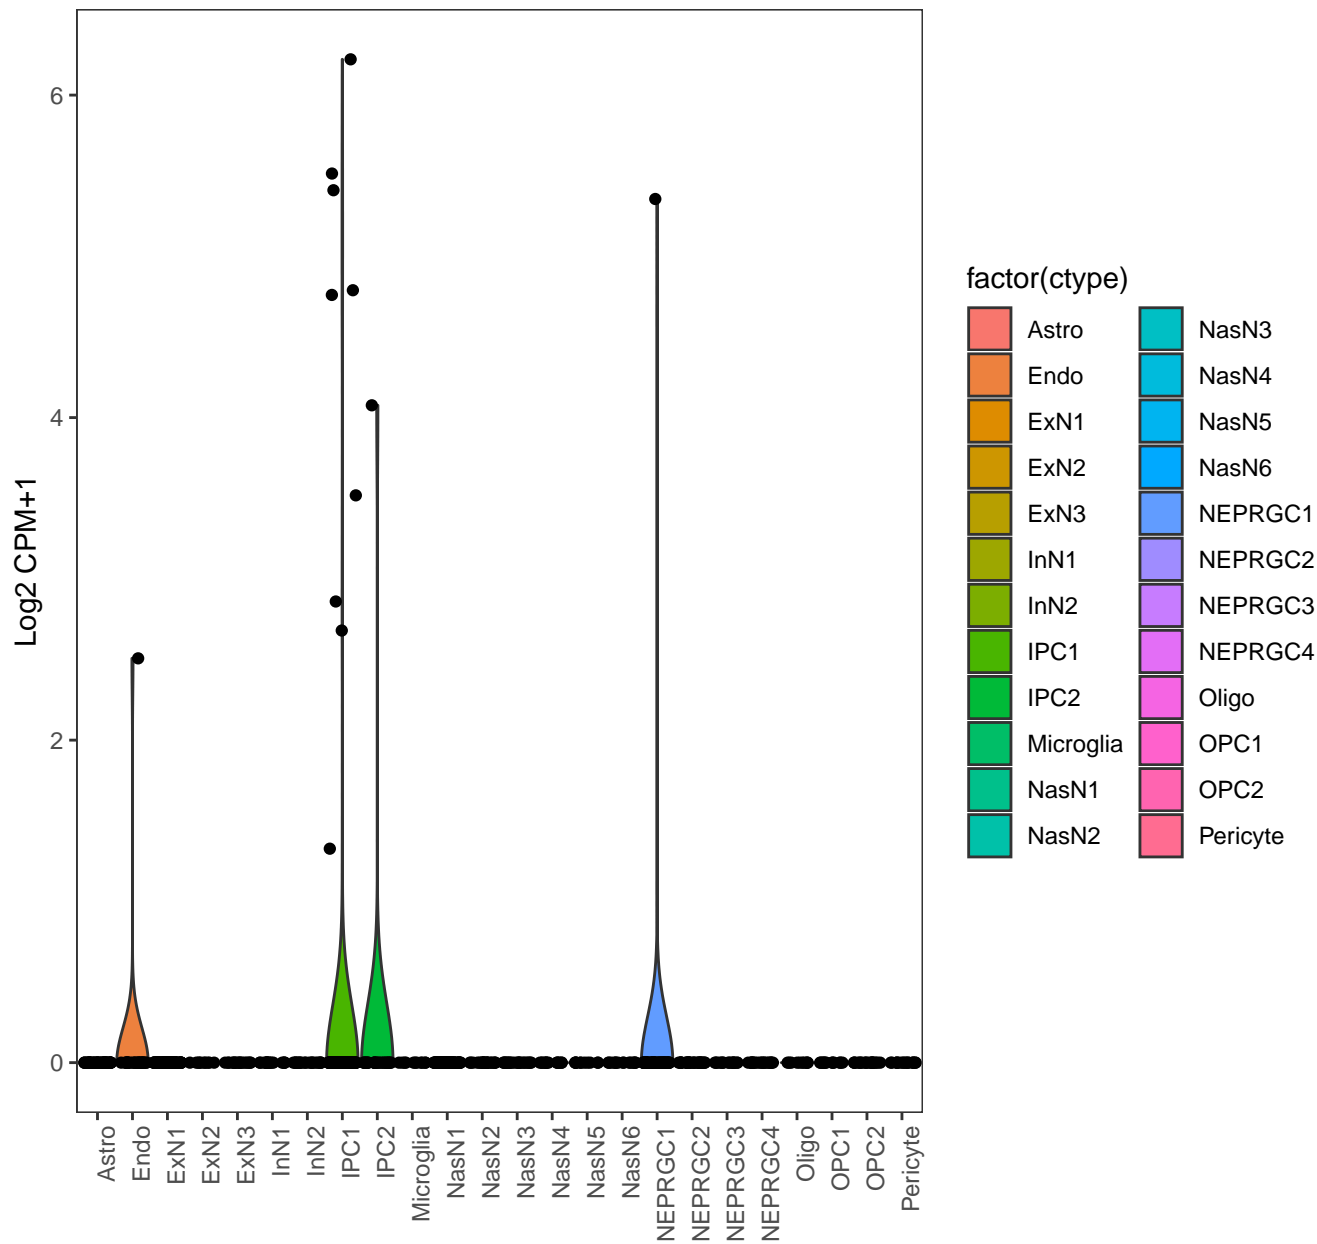 6
4
2
0
Log2 CPM+1
Astro
Endo
ExN1
ExN2
ExN3
InN1
InN2
IPC1
IPC2
Microglia
NasN1
NasN2
NasN3
NasN4
NasN5
NasN6
NEPRGC1
NEPRGC2
NEPRGC3
NEPRGC4
Oligo
OPC1
OPC2
Pericyte
factor(ctype)
Astro
Endo
ExN1
ExN2
ExN3
InN1
InN2
IPC1
IPC2
Microglia
NasN1
NasN2
NasN3
NasN4
NasN5
NasN6
NEPRGC1
NEPRGC2
NEPRGC3
NEPRGC4
Oligo
OPC1
OPC2
Pericyte